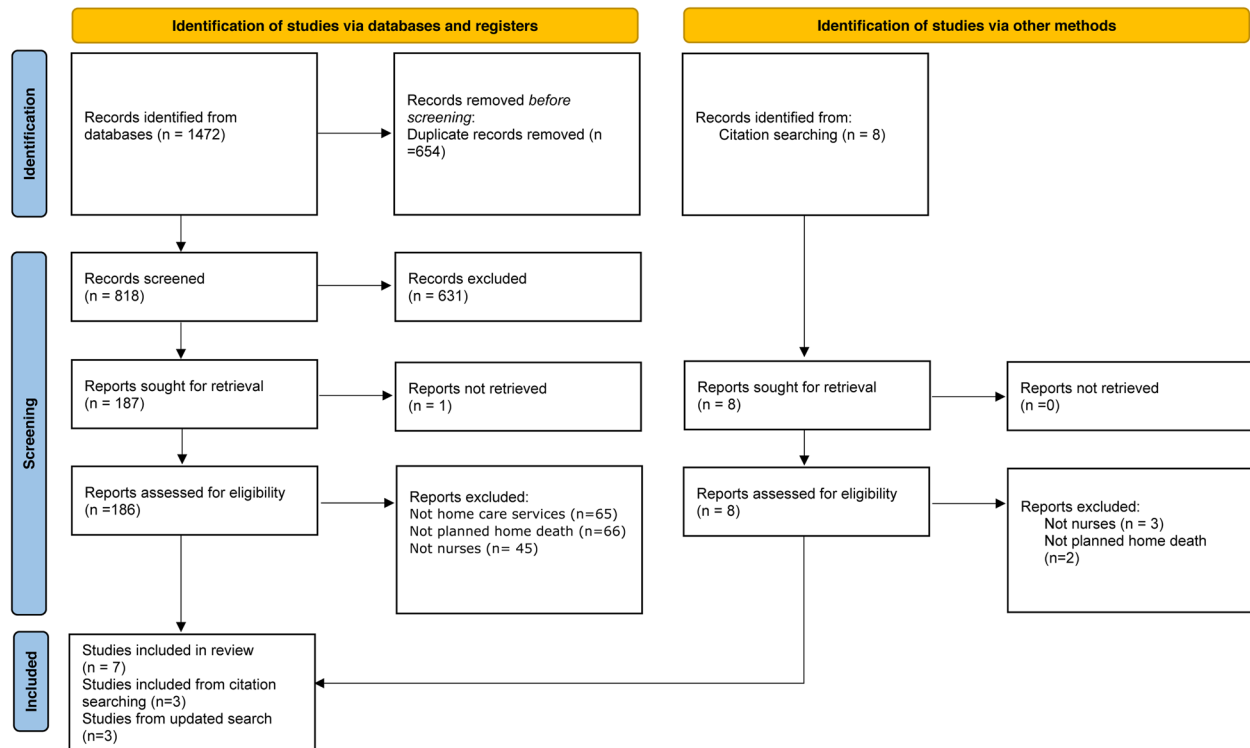 Identification of studies via databases and registers
Identification of studies via other methods
Identification
Records identified from
databases (n = 1472)
Records removed before
screening:
Duplicate records removed (n
=654)
Records identified from:
Citation searching (n = 8)
Screening
Records screened
(n = 818)
Records excluded
(n = 631)
Reports sought for retrieval
(n = 187)
Reports not retrieved
(n = 1)
Reports sought for retrieval
(n = 8)
Reports not retrieved
(n =0)
Reports assessed for eligibility
(n =186)
Reports excluded:
Not home care services (n=65)
Not planned home death (n=66)
Not nurses (n= 45)
Reports assessed for eligibility
(n = 8)
Reports excluded:
Not nurses (n = 3)
Not planned home death
(n=2)
Included
Studies included in review
(n = 7)
Studies included from citation
searching (n=3)
Studies from updated search
(n=3)